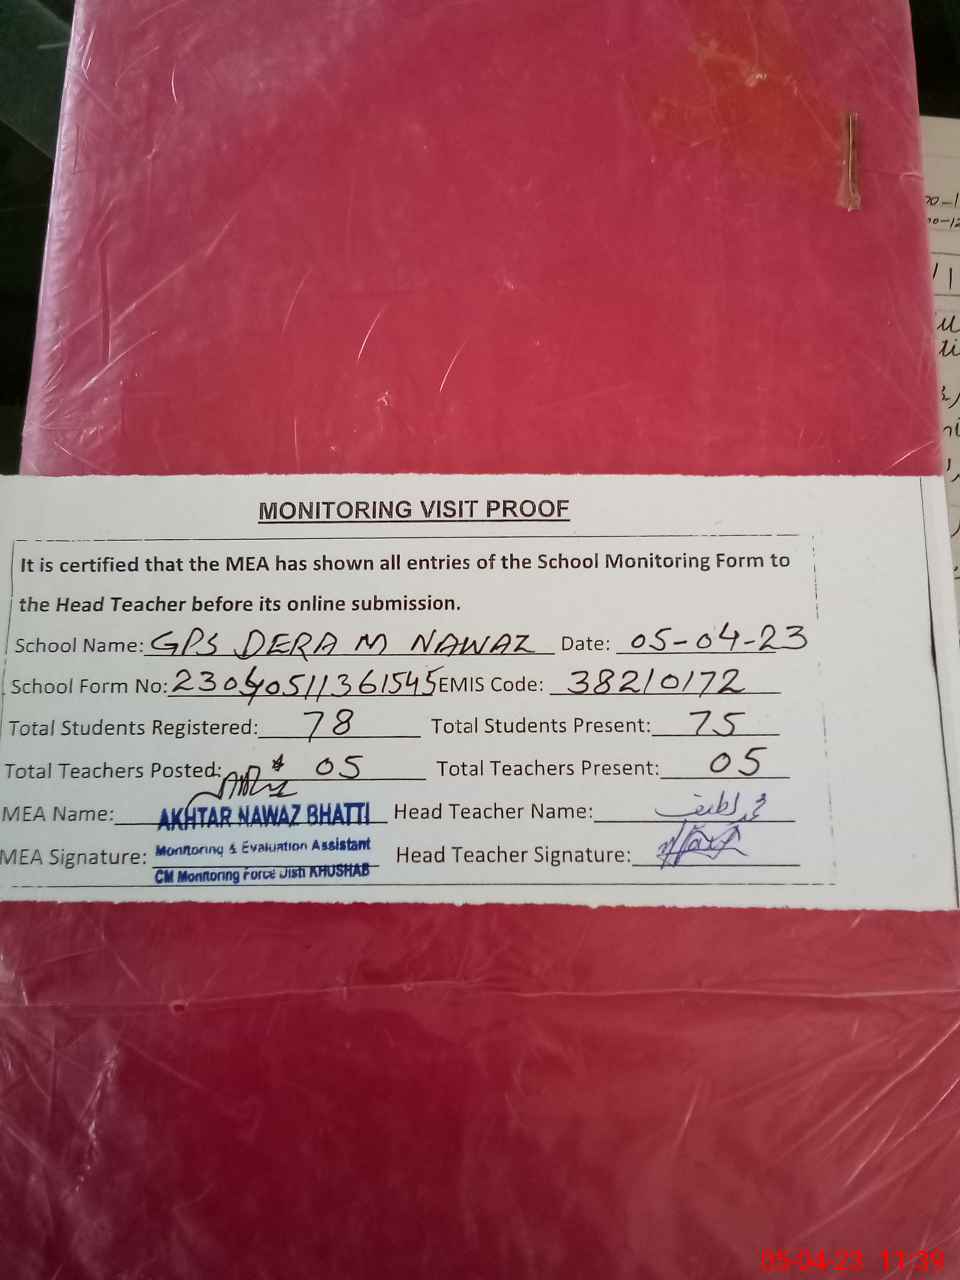 MONITORING VISIT PROOF
It is certified that the MEA has shown all entries of the School Monitoring Form to
the Head Teacher before its online submission.
School Name: GPS DERA M NAWAZ Date: 05-04-23
School Form No: 23040511361545 EMIS Code: 38210172
Total Students Registered: 78 Total Students Present: 75
Total Teachers Posted: 05 Total Teachers Present: 05
MEA Name: AKHTAR NAWAZ BHATTI Head Teacher Name: محمد لطیف
MEA Signature: Monitoring & Evaluation Assistant Head Teacher Signature:
CM Monitoring Force Distt KHUSHAB
05-04-23 11:39